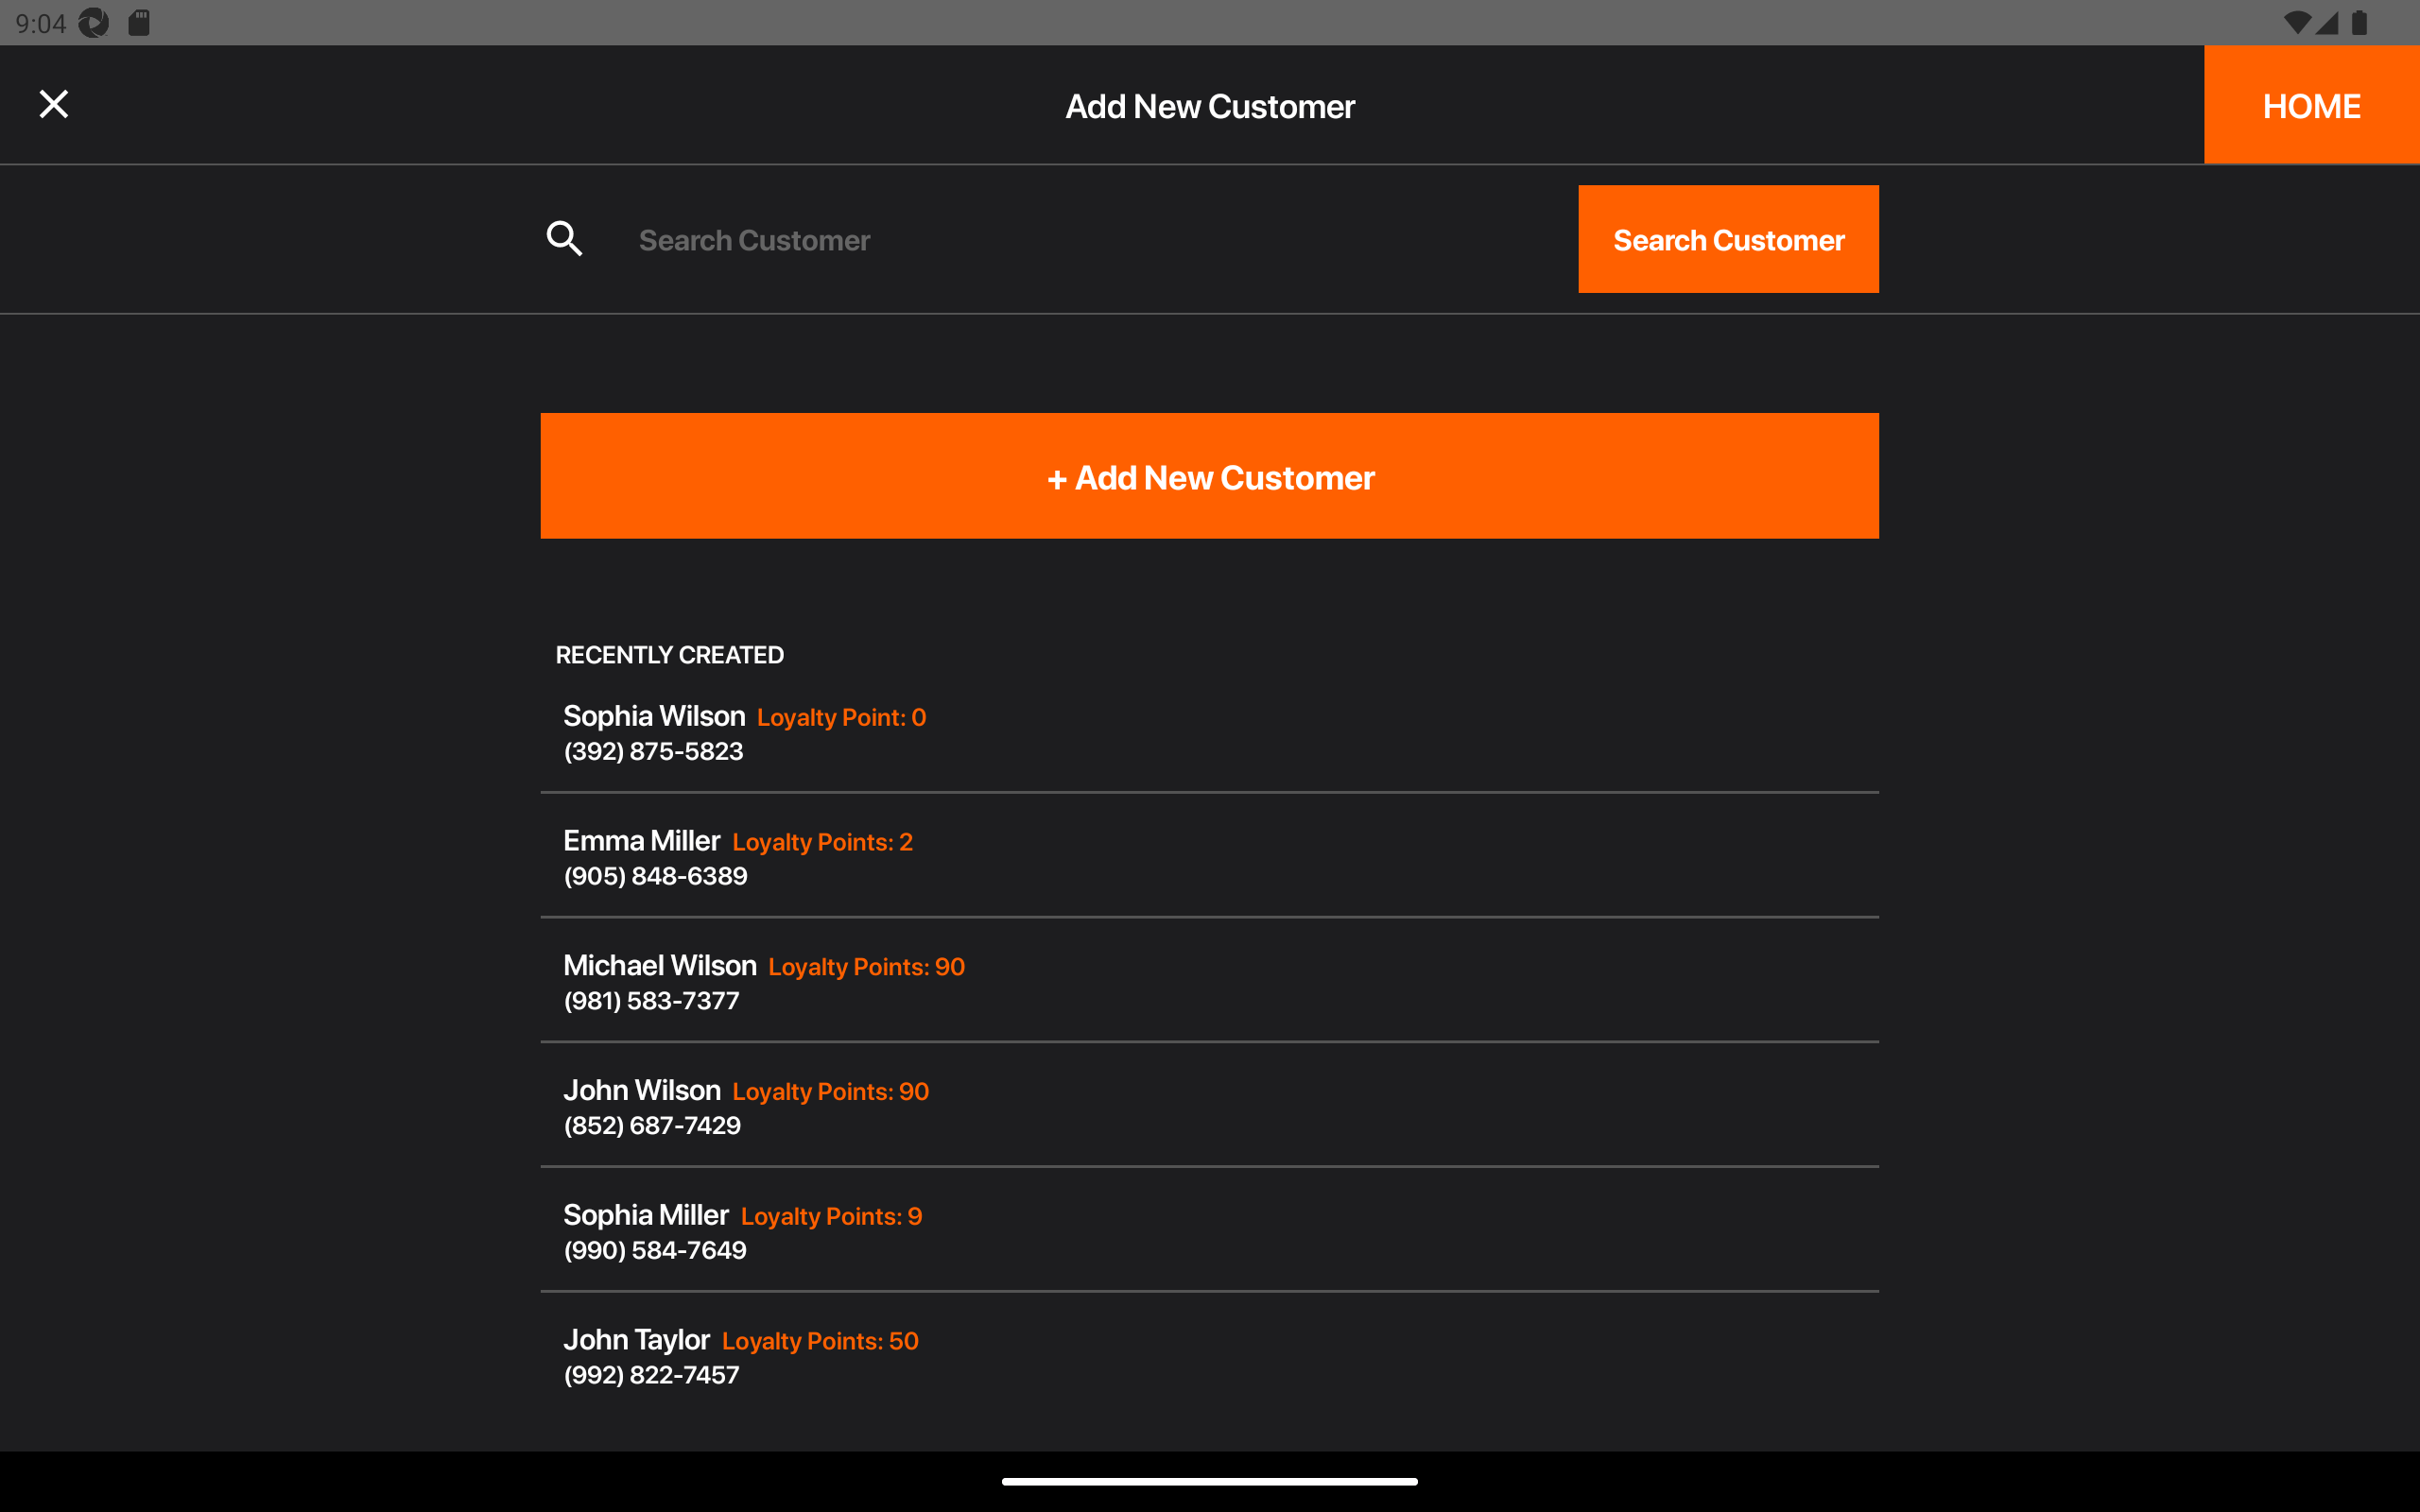 9:04
Add New Customer
HOME
Search Customer
Search Customer
+ Add New Customer
RECENTLY CREATED
Sophia Wilson Loyalty Point: 0
(392) 875-5823
Emma Miller Loyalty Points: 2
(905) 848-6389
Michael Wilson Loyalty Points: 90
(981) 583-7377
John Wilson Loyalty Points: 90
(852) 687-7429
Sophia Miller Loyalty Points: 9
(990) 584-7649
John Taylor Loyalty Points: 50
(992) 822-7457